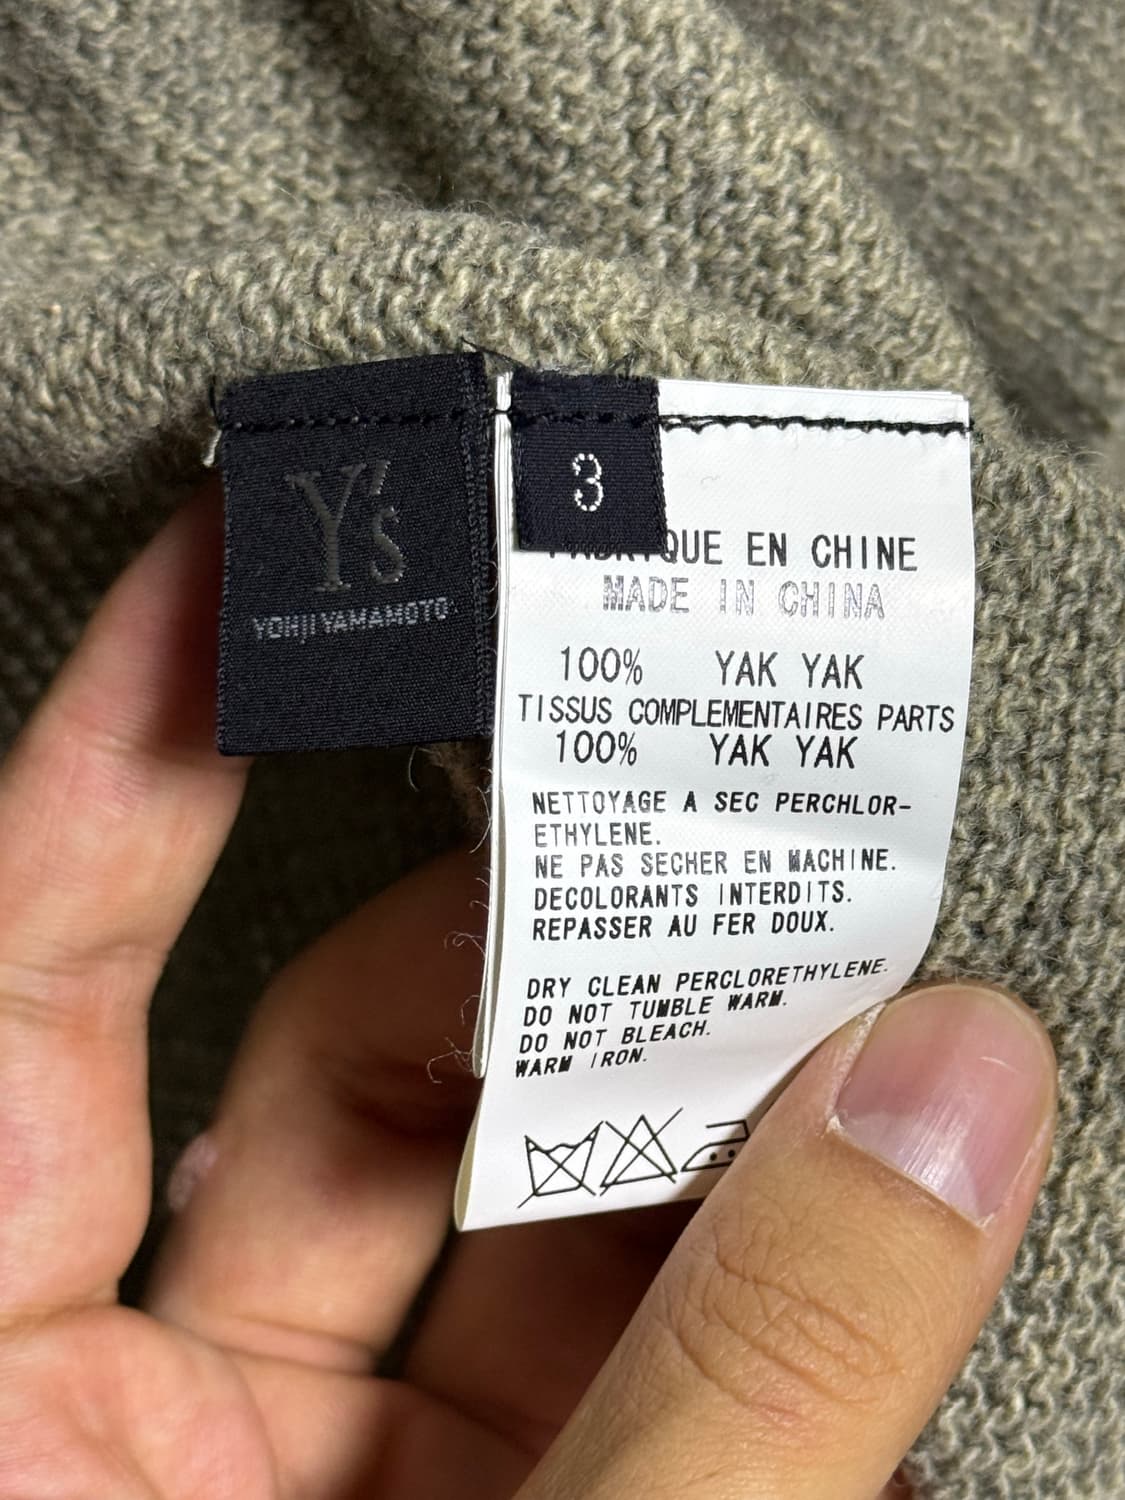 Y's
YOHJI YAMAMOTO
3
FABRIQUE EN CHINE
MADE IN CHINA
100% YAK YAK
TISSUS COMPLEMENTAIRES PARTS
100% YAK YAK
NETTOYAGE A SEC PERCHLOR-
ETHYLENE.
NE PAS SECHER EN MACHINE.
DECOLORANTS INTERDITS.
REPASSER AU FER DOUX.
DRY CLEAN PERCLORETHYLENE.
DO NOT TUMBLE WARM.
DO NOT BLEACH.
WARM IRON.